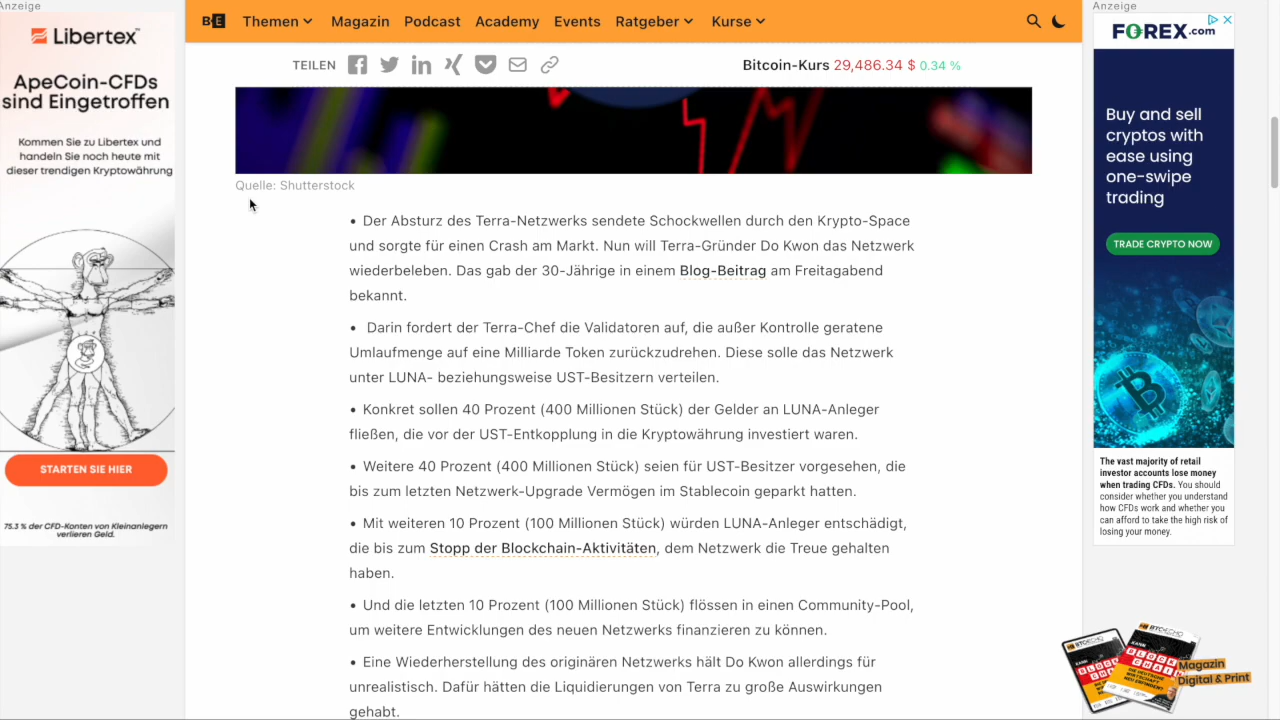 Anzeige
Libertex
ApeCoin-CFDs
sind Eingetroffen
Kommen Sie zu Libertex und
handeln Sie noch heute mit
dieser trendigen Kryptowährung
STARTEN SIE HIER
75.3 % der CFD-Konten von Kleinanlegern
verlieren Geld.
Themen Magazin Podcast Academy Events Ratgeber Kurse
TEILEN Bitcoin-Kurs 29,486.34 $ 0.34 %
Quelle: Shutterstock
• Der Absturz des Terra-Netzwerks sendete Schockwellen durch den Krypto-Space
und sorgte für einen Crash am Markt. Nun will Terra-Gründer Do Kwon das Netzwerk
wiederbeleben. Das gab der 30-Jährige in einem Blog-Beitrag am Freitagabend
bekannt.
• Darin fordert der Terra-Chef die Validatoren auf, die außer Kontrolle geratene
Umlaufmenge auf eine Milliarde Token zurückzudrehen. Diese solle das Netzwerk
unter LUNA- beziehungsweise UST-Besitzern verteilen.
• Konkret sollen 40 Prozent (400 Millionen Stück) der Gelder an LUNA-Anleger
fließen, die vor der UST-Entkopplung in die Kryptowährung investiert waren.
• Weitere 40 Prozent (400 Millionen Stück) seien für UST-Besitzer vorgesehen, die
bis zum letzten Netzwerk-Upgrade Vermögen im Stablecoin geparkt hatten.
• Mit weiteren 10 Prozent (100 Millionen Stück) würden LUNA-Anleger entschädigt,
die bis zum Stopp der Blockchain-Aktivitäten, dem Netzwerk die Treue gehalten
haben.
• Und die letzten 10 Prozent (100 Millionen Stück) flössen in einen Community-Pool,
um weitere Entwicklungen des neuen Netzwerks finanzieren zu können.
• Eine Wiederherstellung des originären Netzwerks hält Do Kwon allerdings für
unrealistisch. Dafür hätten die Liquidierungen von Terra zu große Auswirkungen
gehabt.
Anzeige
FOREX.com
Buy and sell
cryptos with
ease using
one-swipe
trading
TRADE CRYPTO NOW
The vast majority of retail
investor accounts lose money
when trading CFDs. You should
consider whether you understand
how CFDs work and whether you
can afford to take the high risk of
losing your money.
Magazin
Digital & Print